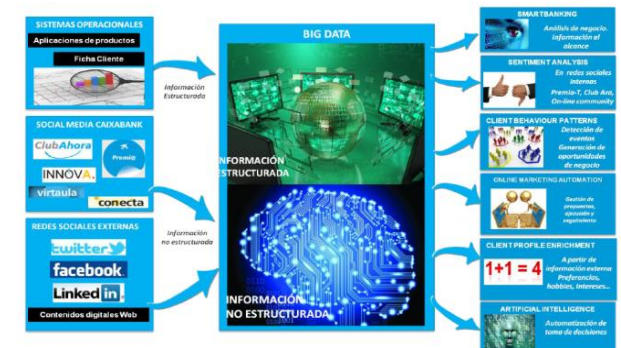 SISTEMAS OPERACIONALES
Aplicaciones de productos
Ficha Cliente
Información
Estructurada
SOCIAL MEDIA CAIXABANK
ClubAhora
Premia
INNOVA.
virtaula
conecta
Información
no estructurada
REDES SOCIALES EXTERNAS
twitter
facebook
Linked in.
Contenidos digitales Web
BIG DATA
INFORMACIÓN
ESTRUCTURADA
INFORMACIÓN
NO ESTRUCTURADA
SMARTBANKING
Análisis de negocio.
Información al
alcance
SENTIMENT ANALYSIS
En redes sociales
internas
Premia-T, Club Ara,
On-line community
CLIENT BEHAVIOUR PATTERNS
Detección de
eventos
Generación de
oportunidades
de negocio
ONLINE MARKETING AUTOMATION
Gestión de
propuestas,
ejecución y
seguimiento
CLIENT PROFILE ENRICHMENT
1+1 = 4
A partir de
información externa
Preferencias,
hobbies, intereses...
ARTIFICIAL INTELLIGENCE
Automatización de
toma de decisiones